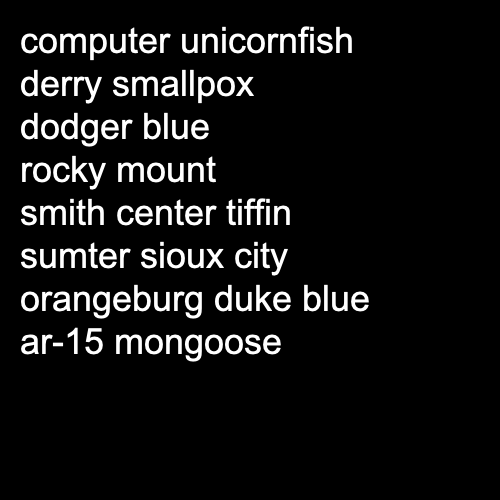 computer unicornfish
derry smallpox
dodger blue
rocky mount
smith center tiffin
sumter sioux city
orangeburg duke blue
ar-15 mongoose